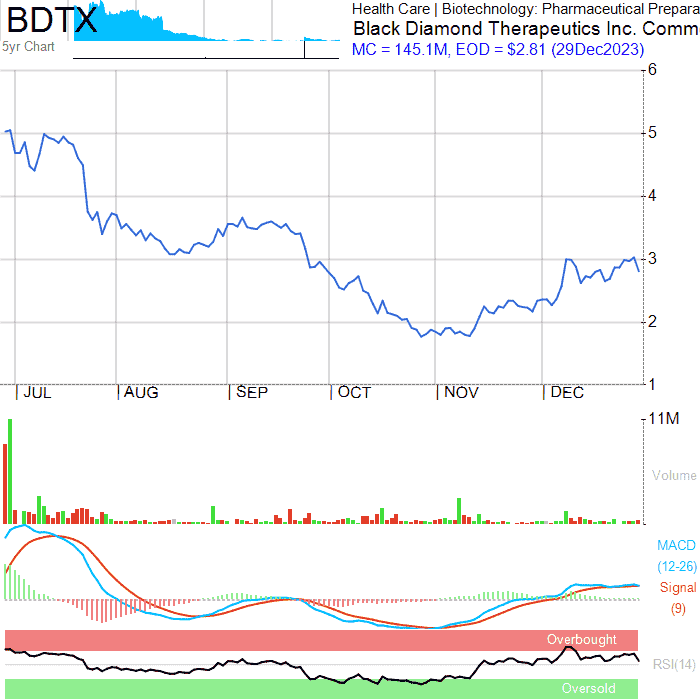 BDTX
5yr Chart
Health Care | Biotechnology: Pharmaceutical Prepara
Black Diamond Therapeutics Inc. Comm
MC = 145.1M, EOD = $2.81 (29Dec2023)
6
5
4
3
2
1
| JUL | AUG | SEP | OCT | NOV | DEC
11M
Volume
MACD
(12-26)
Signal
(9)
Overbought
RSI(14)
Oversold